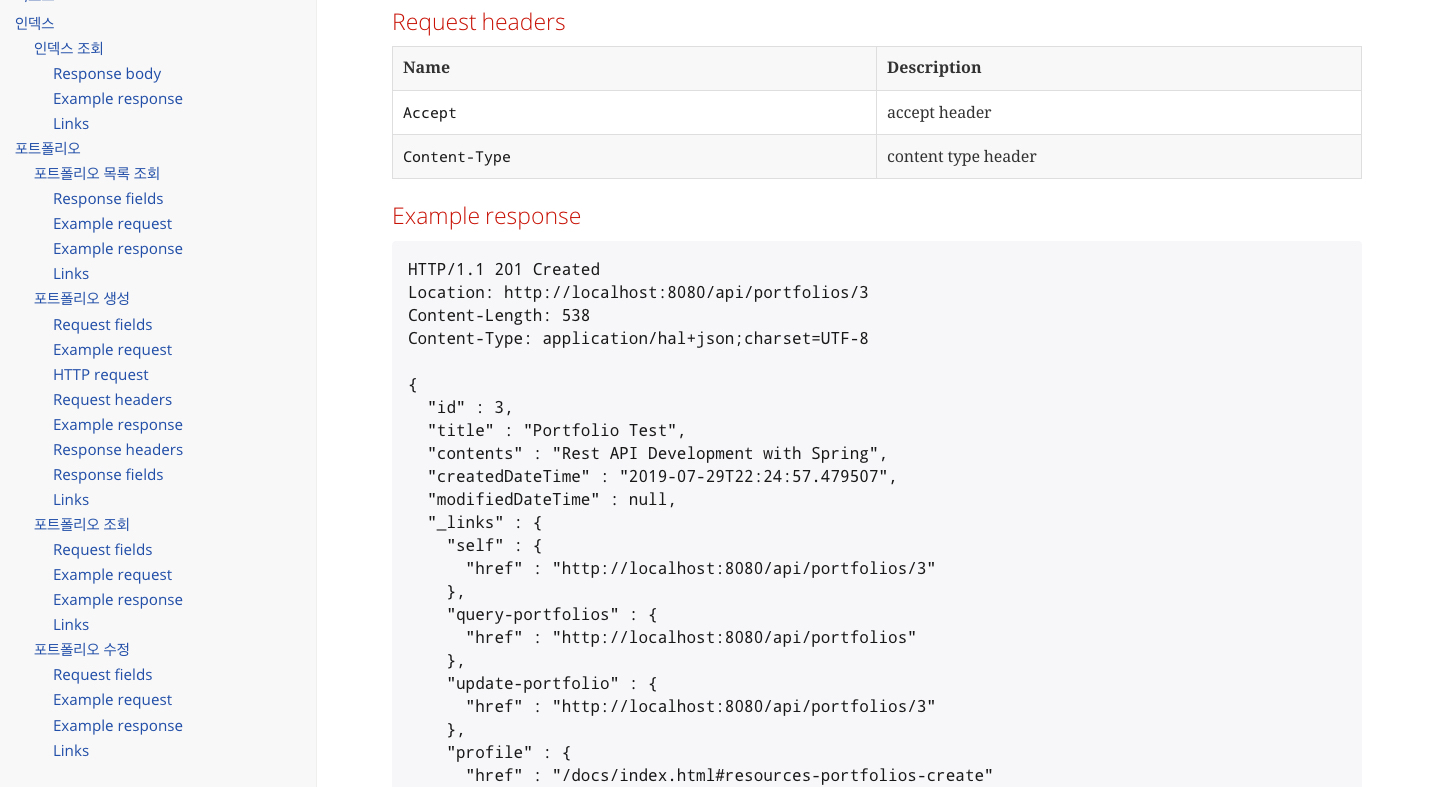 인덱스
인덱스 조회
Response body
Example response
Links
포트폴리오
포트폴리오 목록 조회
Response fields
Example request
Example response
Links
포트폴리오 생성
Request fields
Example request
HTTP request
Request headers
Example response
Response headers
Response fields
Links
포트폴리오 조회
Request fields
Example request
Example response
Links
포트폴리오 수정
Request fields
Example request
Example response
Links
Request headers
Name Description
Accept accept header
Content-Type content type header
Example response
HTTP/1.1 201 Created
Location: http://localhost:8080/api/portfolios/3
Content-Length: 538
Content-Type: application/hal+json;charset=UTF-8
{
"id" : 3,
"title" : "Portfolio Test",
"contents" : "Rest API Development with Spring",
"createdDateTime" : "2019-07-29T22:24:57.479507",
"modifiedDateTime" : null,
"_links" : {
"self" : {
"href" : "http://localhost:8080/api/portfolios/3"
},
"query-portfolios" : {
"href" : "http://localhost:8080/api/portfolios"
},
"update-portfolio" : {
"href" : "http://localhost:8080/api/portfolios/3"
},
"profile" : {
"href" : "/docs/index.html#resources-portfolios-create"